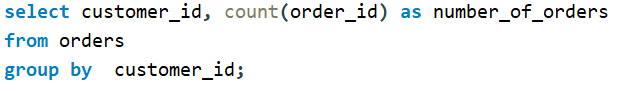 select customer_id, count(order_id) as number_of_orders
from orders
group by  customer_id;